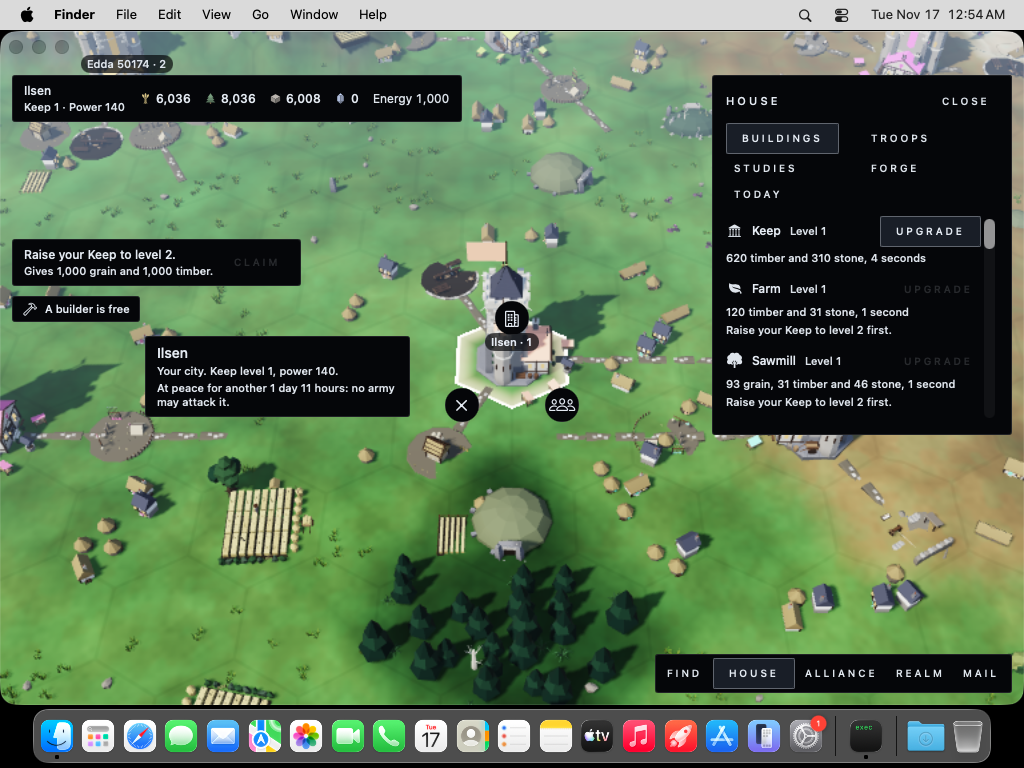 Finder File Edit View Go Window Help Tue Nov 17 12:54 AM
Edda 50174 · 2
Ilsen
Keep 1 · Power 140
6,036 8,036 6,008 0 Energy 1,000
Raise your Keep to level 2.
Gives 1,000 grain and 1,000 timber.
CLAIM
A builder is free
Ilsen
Your city. Keep level 1, power 140.
At peace for another 1 day 11 hours: no army
may attack it.
Ilsen · 1
HOUSE CLOSE
BUILDINGS TROOPS
STUDIES FORGE
TODAY
Keep Level 1 UPGRADE
620 timber and 310 stone, 4 seconds
Farm Level 1 UPGRADE
120 timber and 31 stone, 1 second
Raise your Keep to level 2 first.
Sawmill Level 1 UPGRADE
93 grain, 31 timber and 46 stone, 1 second
Raise your Keep to level 2 first.
FIND HOUSE ALLIANCE REALM MAIL
Tue
17
tv
1
exec